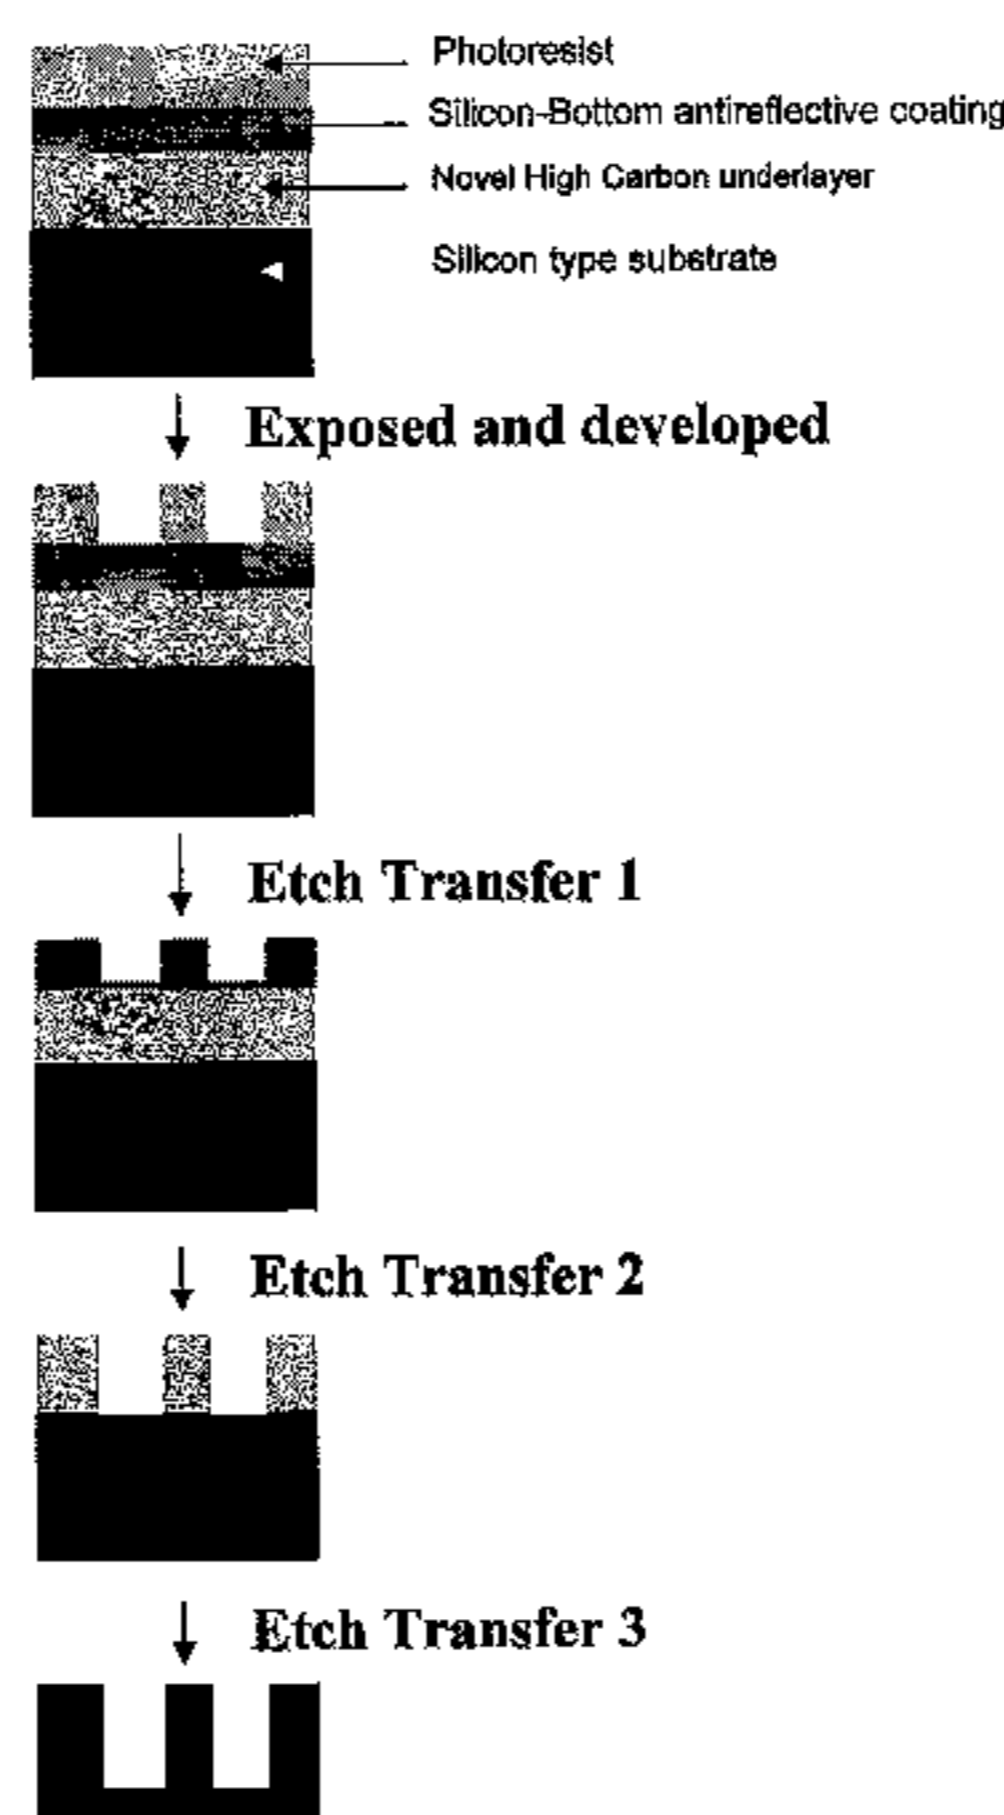 Photoresist
Silicon-Bottom antireflective coating
Novel High Carbon underlayer
Silicon type substrate
Exposed and developed
Etch Transfer 1
Etch Transfer 2
Etch Transfer 3